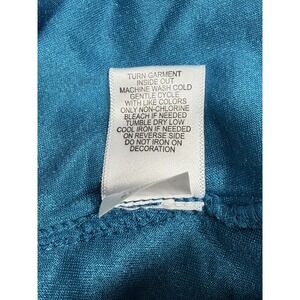 TURN GARMENT
INSIDE OUT
MACHINE WASH COLD
GENTLE CYCLE
WITH LIKE COLORS
ONLY NON-CHLORINE
BLEACH IF NEEDED
TUMBLE DRY LOW
COOL IRON IF NEEDED
ON REVERSE SIDE
DO NOT IRON ON
DECORATION